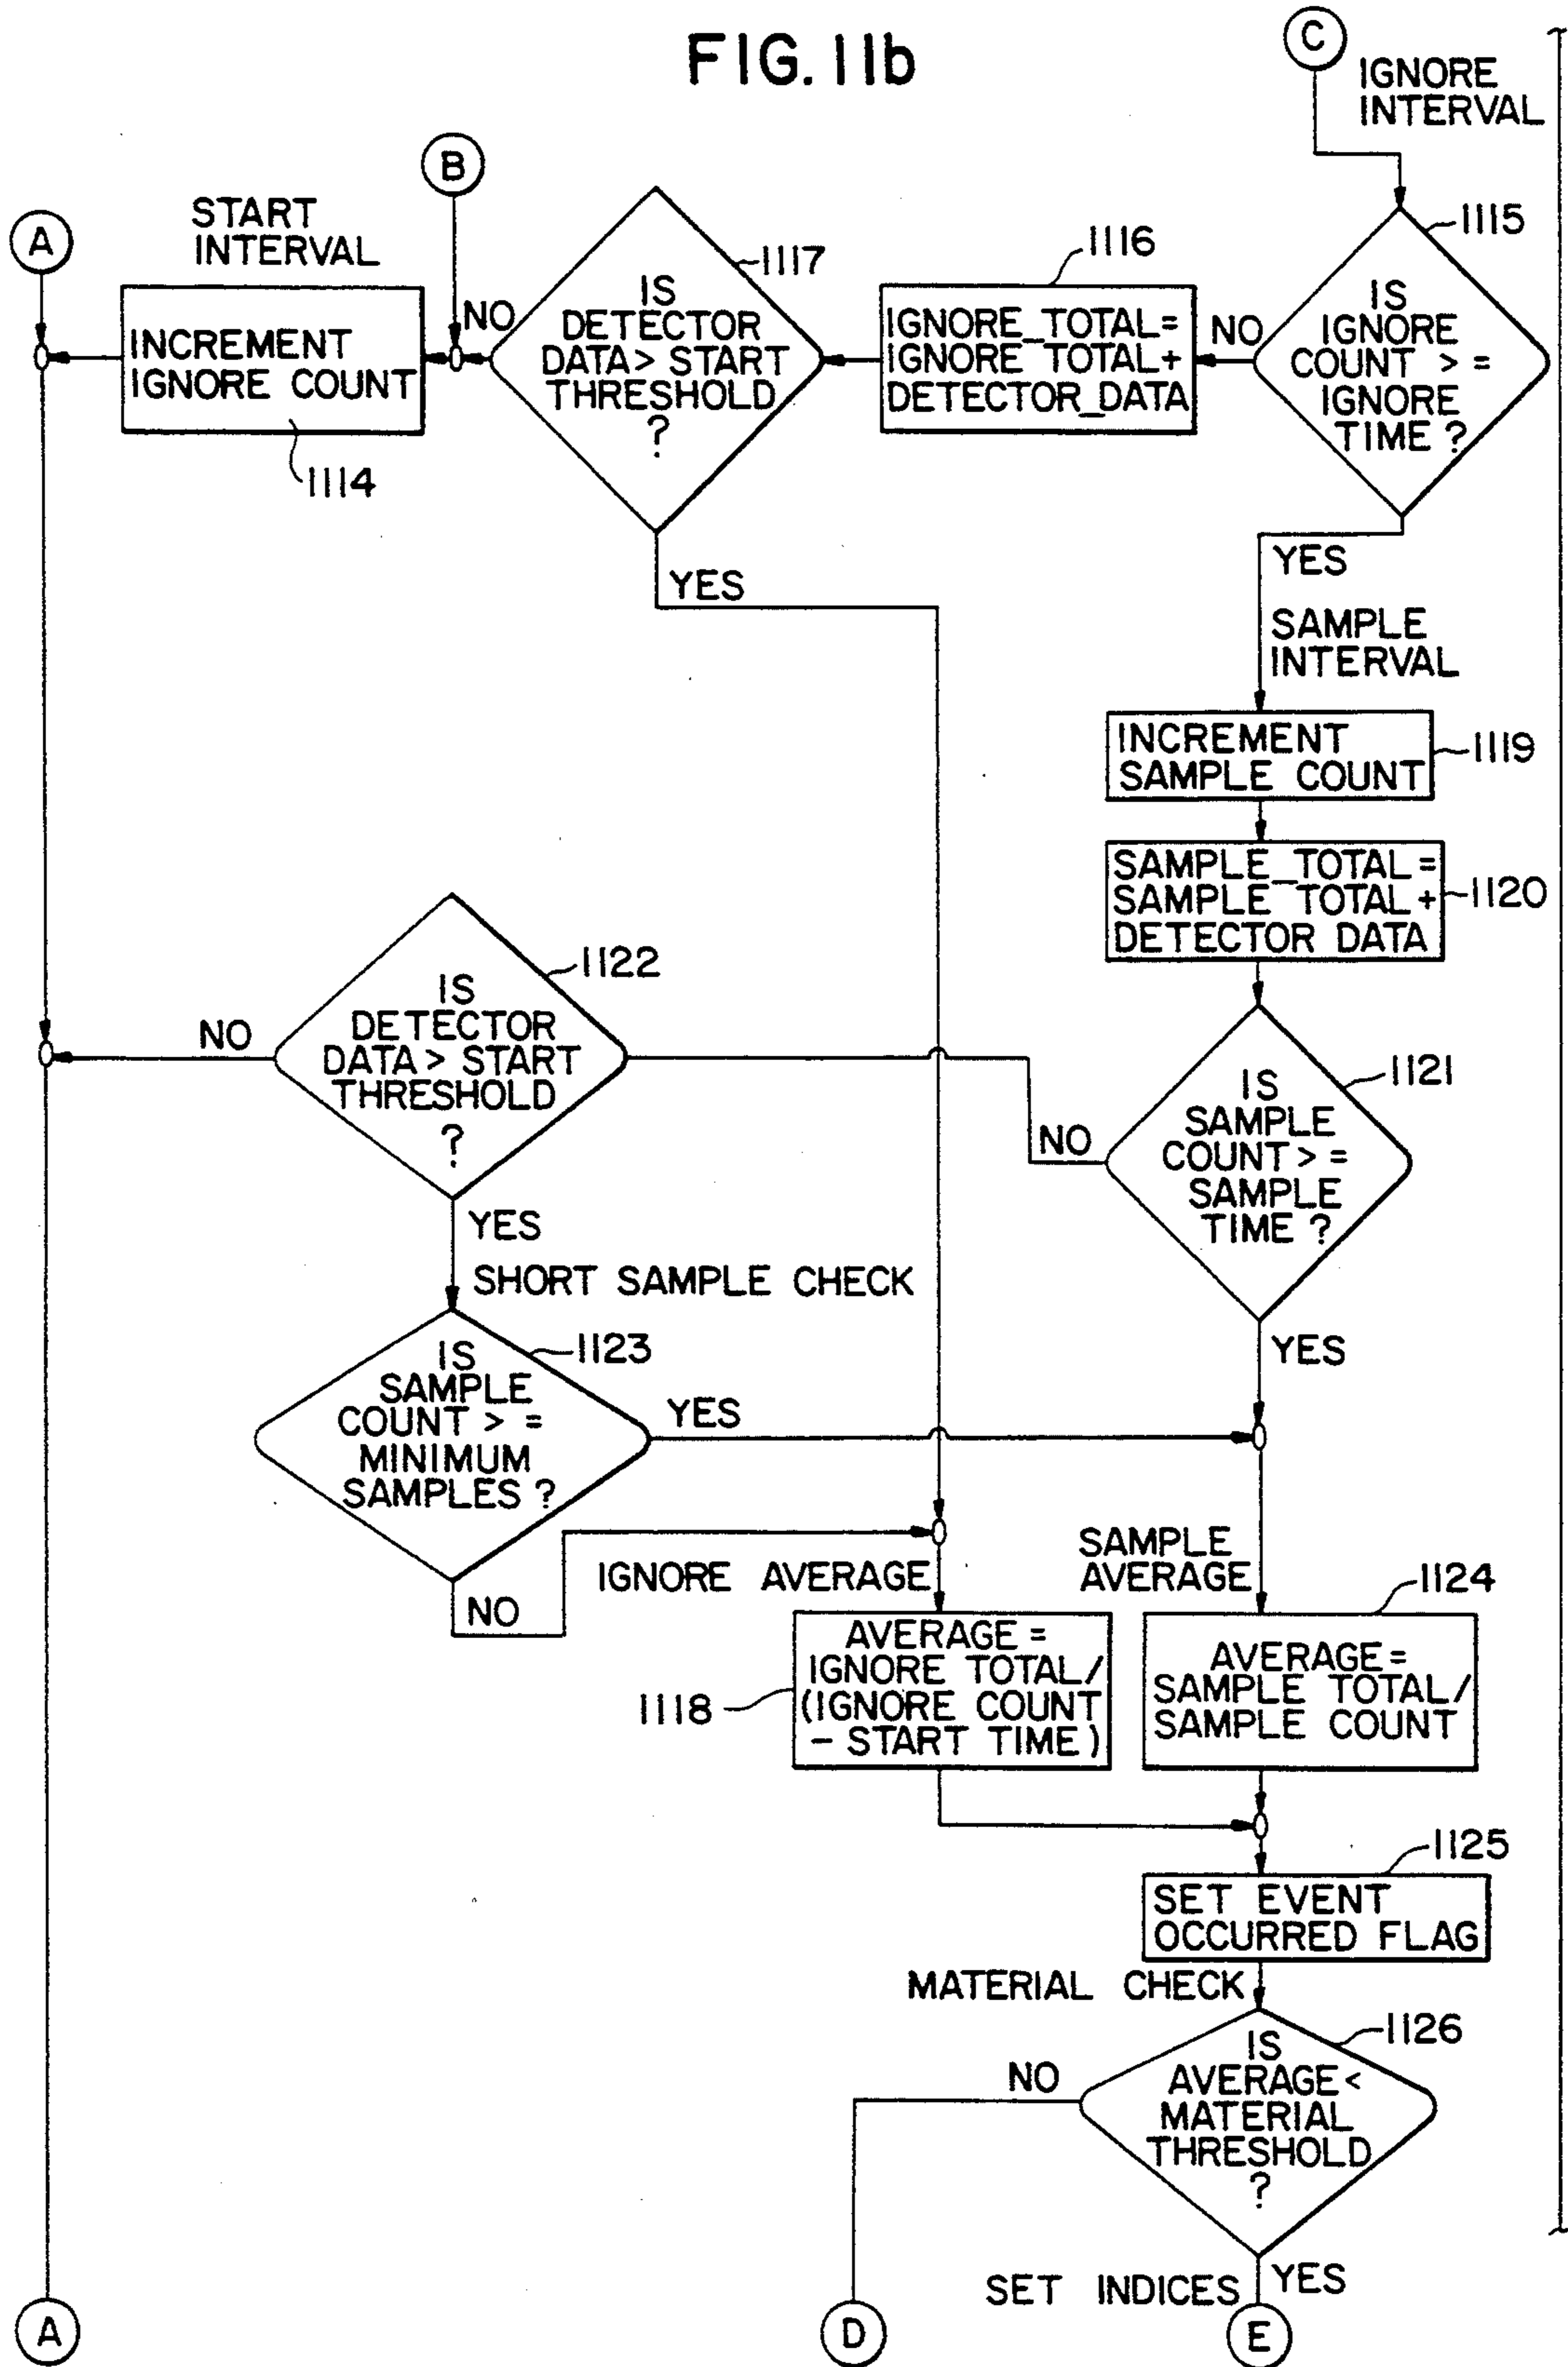 FIG. 11b
C
IGNORE
INTERVAL
B
A
START
INTERVAL
INCREMENT
IGNORE COUNT
1114
NO
IS
DETECTOR
DATA > START
THRESHOLD
?
1117
YES
1116
IGNORE_TOTAL=
IGNORE_TOTAL+
DETECTOR_DATA
NO
1115
IS
IGNORE
COUNT >=
IGNORE
TIME ?
YES
SAMPLE
INTERVAL
INCREMENT
SAMPLE COUNT
1119
SAMPLE_TOTAL=
SAMPLE_TOTAL+
DETECTOR DATA
1120
1122
IS
DETECTOR
DATA > START
THRESHOLD
?
NO
YES
1121
IS
SAMPLE
COUNT >=
SAMPLE
TIME ?
NO
YES
SHORT SAMPLE CHECK
1123
IS
SAMPLE
COUNT >=
MINIMUM
SAMPLES ?
YES
NO
IGNORE AVERAGE
SAMPLE
AVERAGE
1118
AVERAGE=
IGNORE TOTAL/
(IGNORE COUNT
- START TIME)
1124
AVERAGE=
SAMPLE TOTAL/
SAMPLE COUNT
1125
SET EVENT
OCCURRED FLAG
MATERIAL CHECK
1126
IS
AVERAGE<
MATERIAL
THRESHOLD
?
NO
SET INDICES
YES
A
D
E